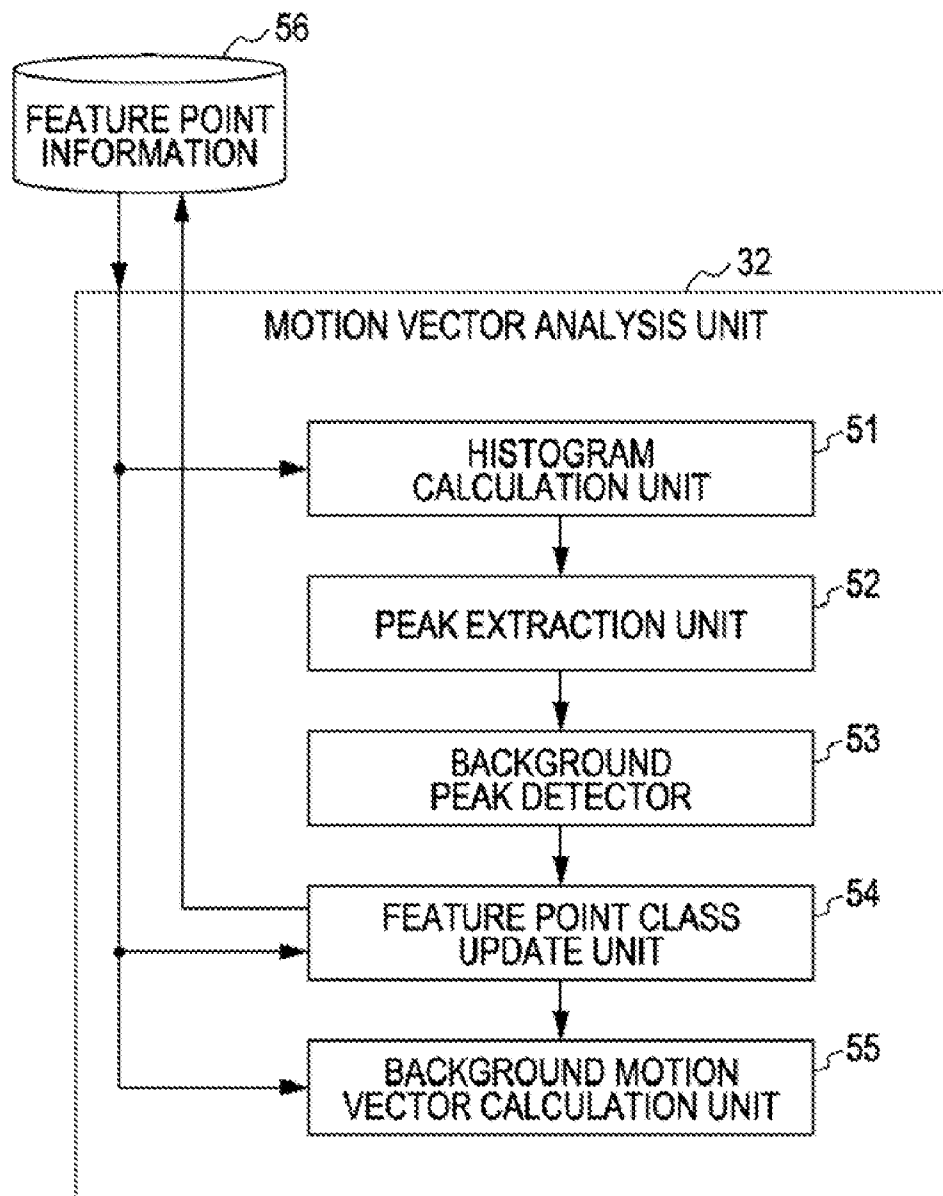 56
FEATURE POINT
INFORMATION
32
MOTION VECTOR ANALYSIS UNIT
51
HISTOGRAM
CALCULATION UNIT
52
PEAK EXTRACTION UNIT
53
BACKGROUND
PEAK DETECTOR
54
FEATURE POINT CLASS
UPDATE UNIT
55
BACKGROUND MOTION
VECTOR CALCULATION UNIT